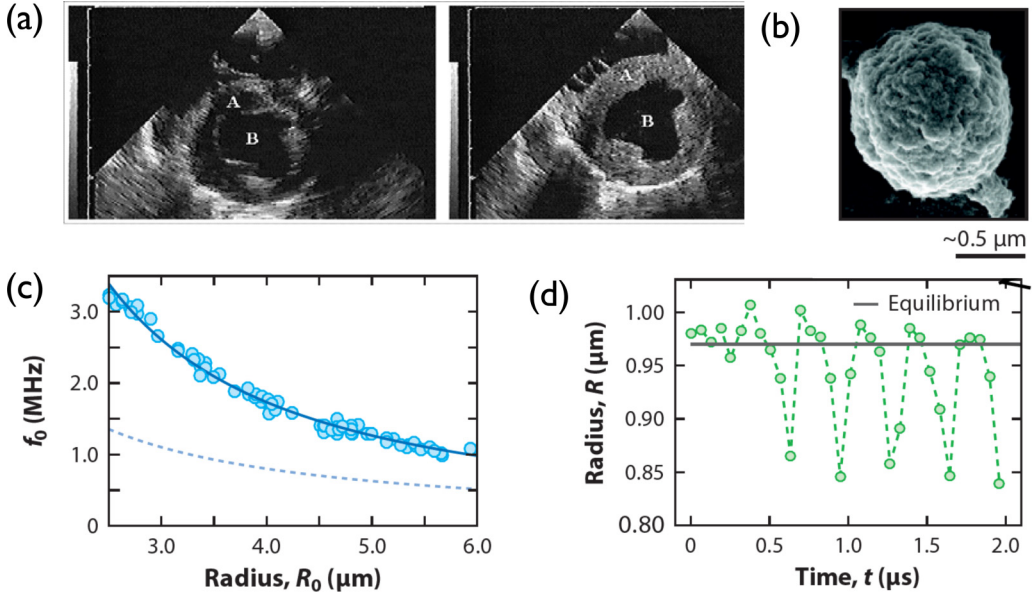 (a)
A
B
A
B
(b)
~0.5 μm
(c)
f0 (MHz)
3.0
2.0
1.0
0
3.0 4.0 5.0 6.0
Radius, R0 (μm)
(d)
Radius, R (μm)
1.00
0.95
0.90
0.85
0.80
Equilibrium
0 0.5 1.0 1.5 2.0
Time, t (μs)